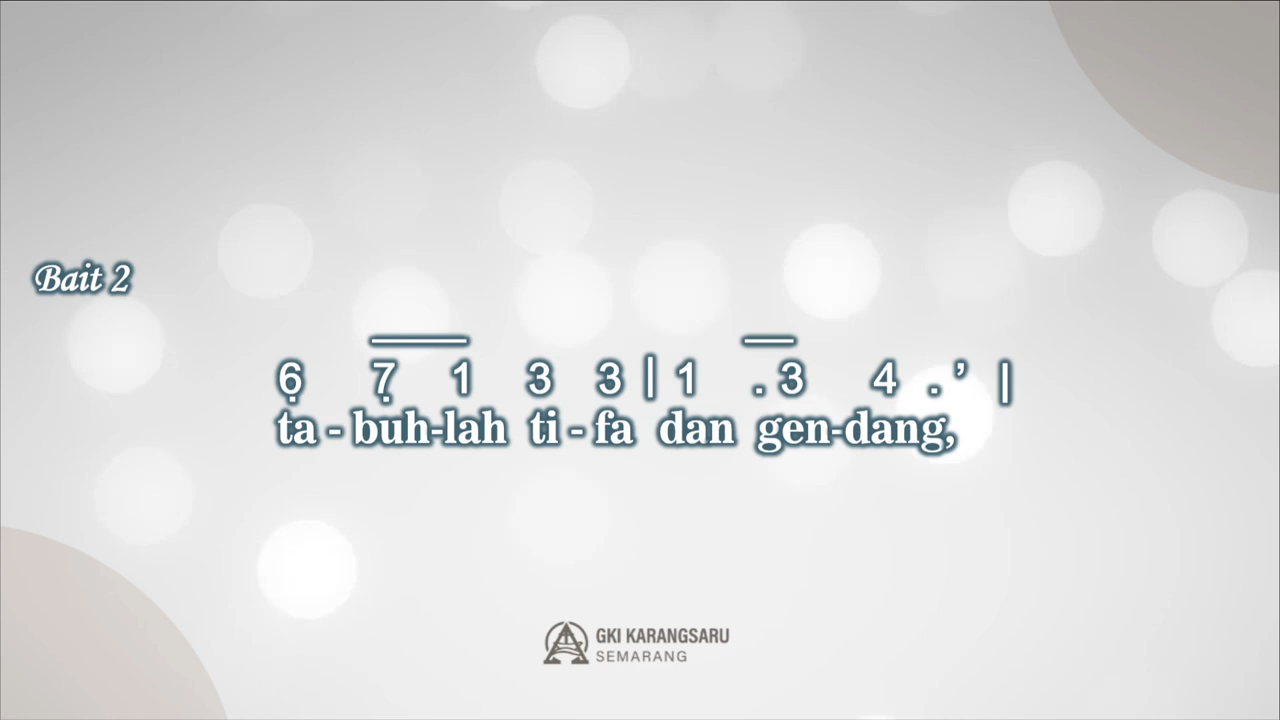 Bait 2
6̣ 7̣ 1 3 3 | 1 . 3 4 . ’ |
ta - buh-lah ti - fa dan gen-dang,
GKI KARANGSARU
SEMARANG